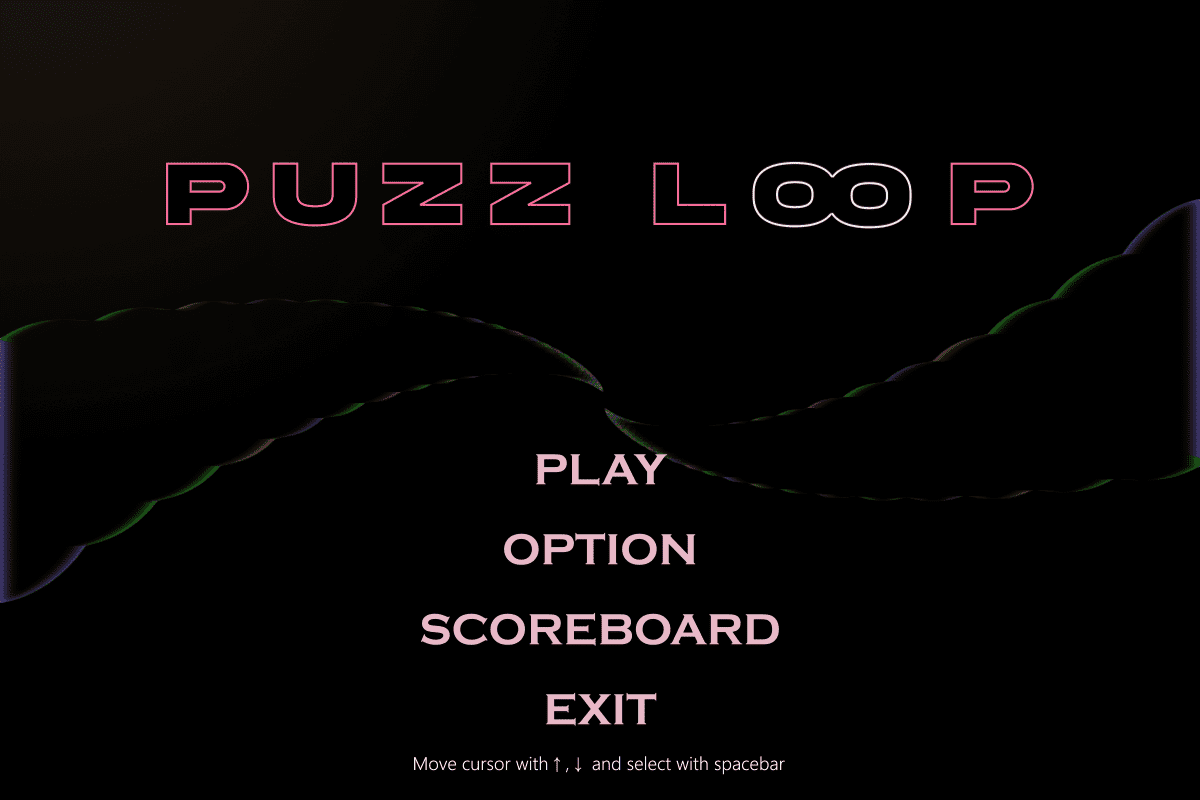 PUZZ LOOP
PLAY
OPTION
SCOREBOARD
EXIT
Move cursor with ↑ , ↓ and select with spacebar